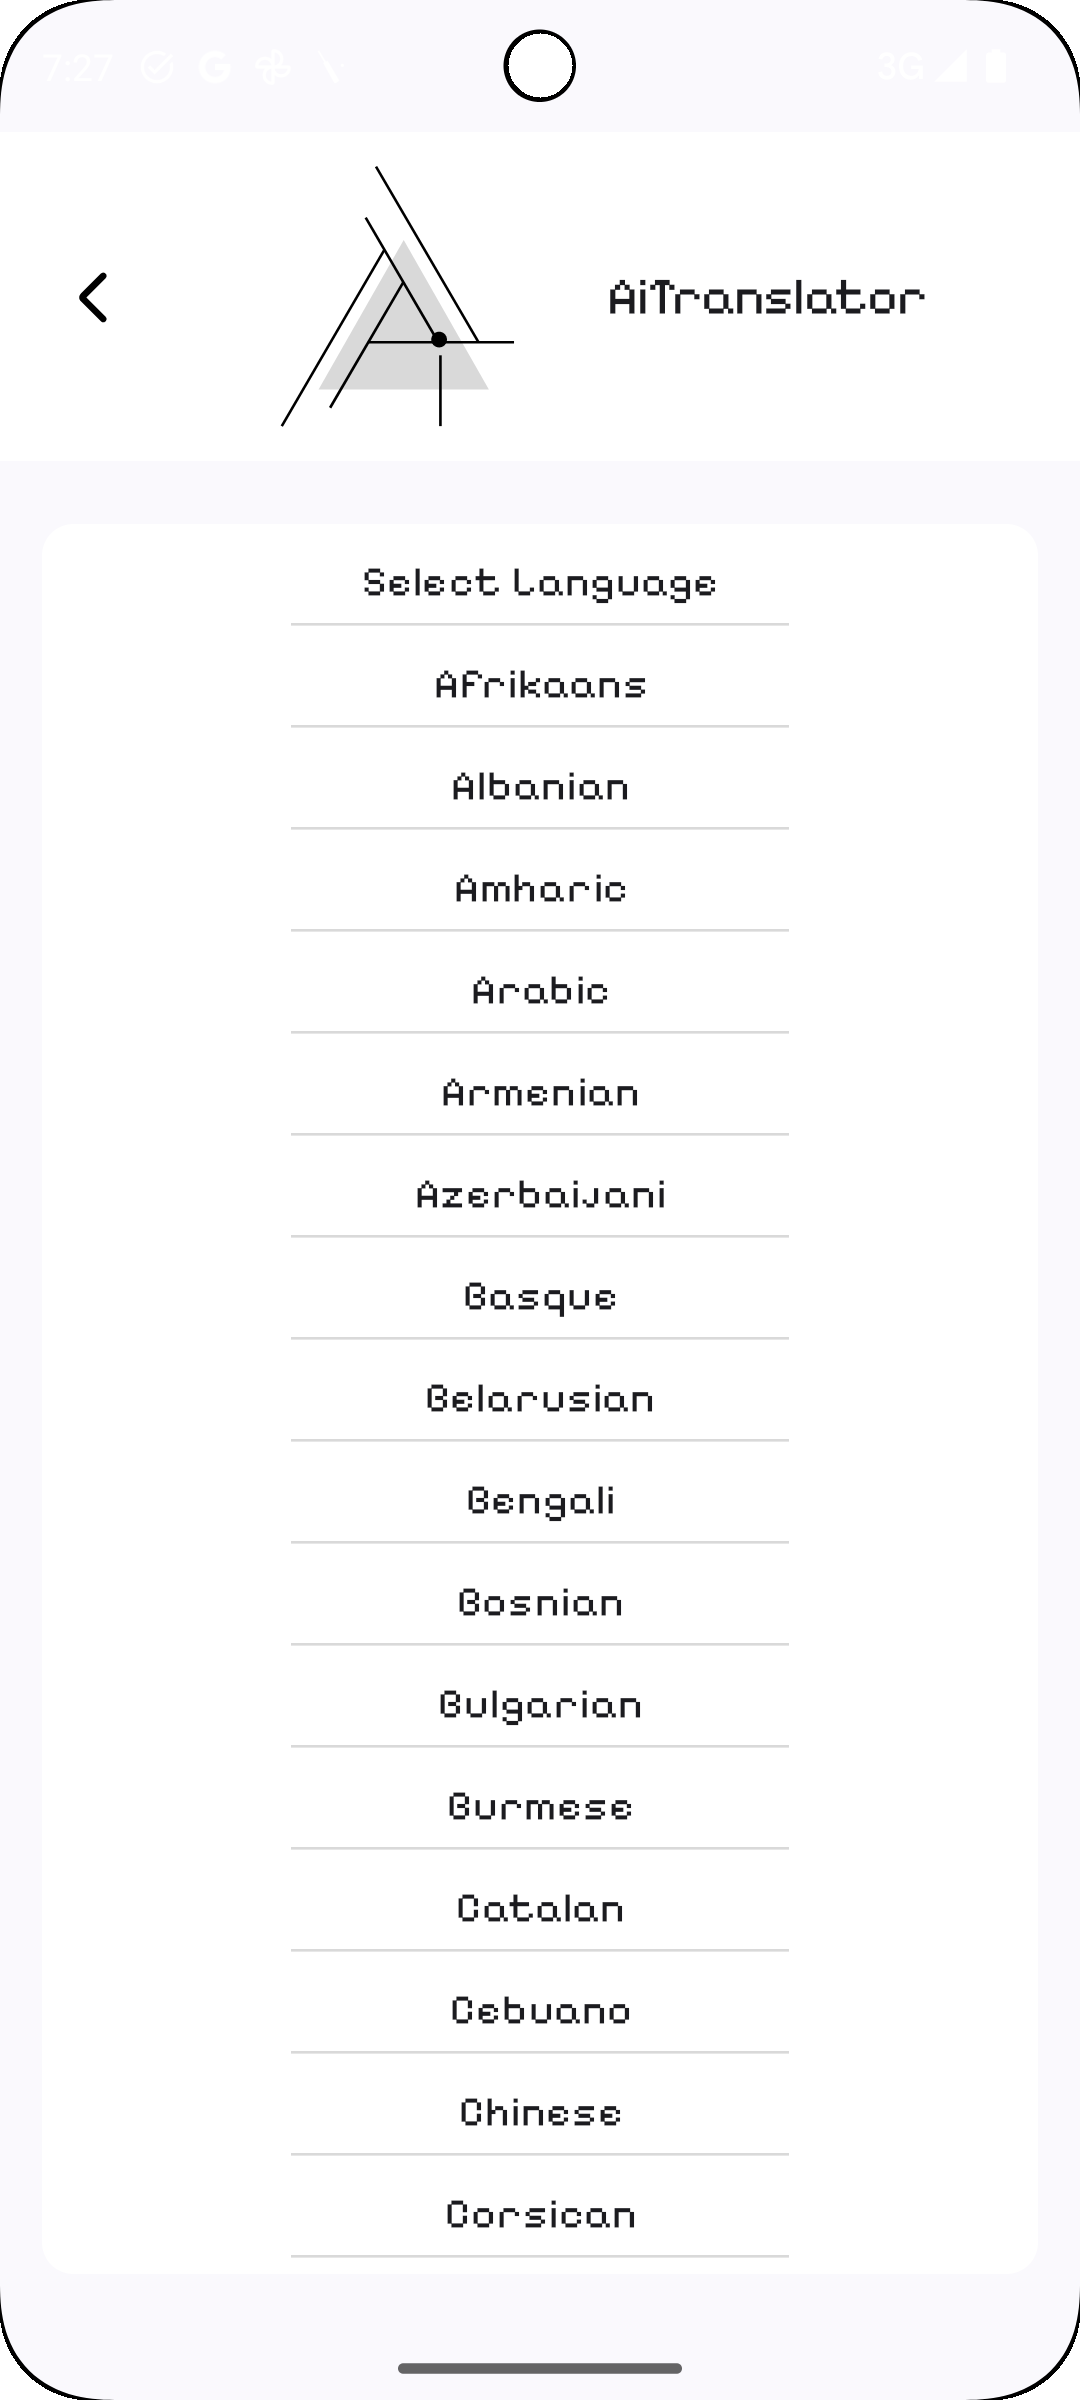 7:27
3G
AiTranslator
Select Language
Afrikaans
Albanian
Amharic
Arabic
Armenian
Azerbaijani
Basque
Belarusian
Bengali
Bosnian
Bulgarian
Burmese
Catalan
Cebuano
Chinese
Corsican